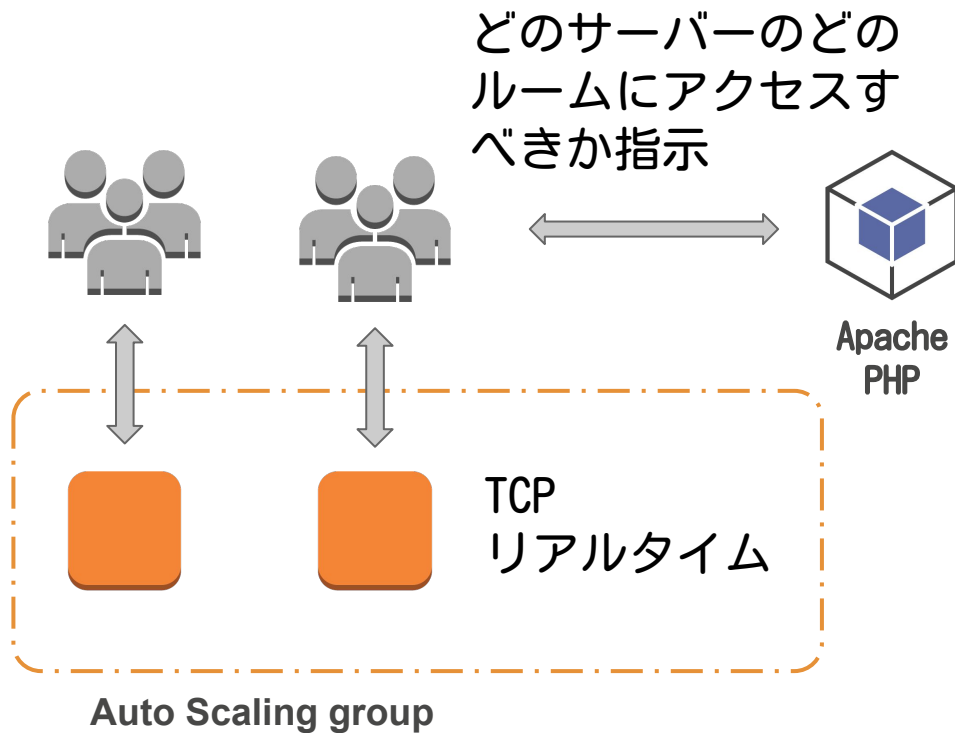 どのサーバーのどの
ルームにアクセスす
べきか指示
Apache
PHP
TCP
リアルタイム
Auto Scaling group